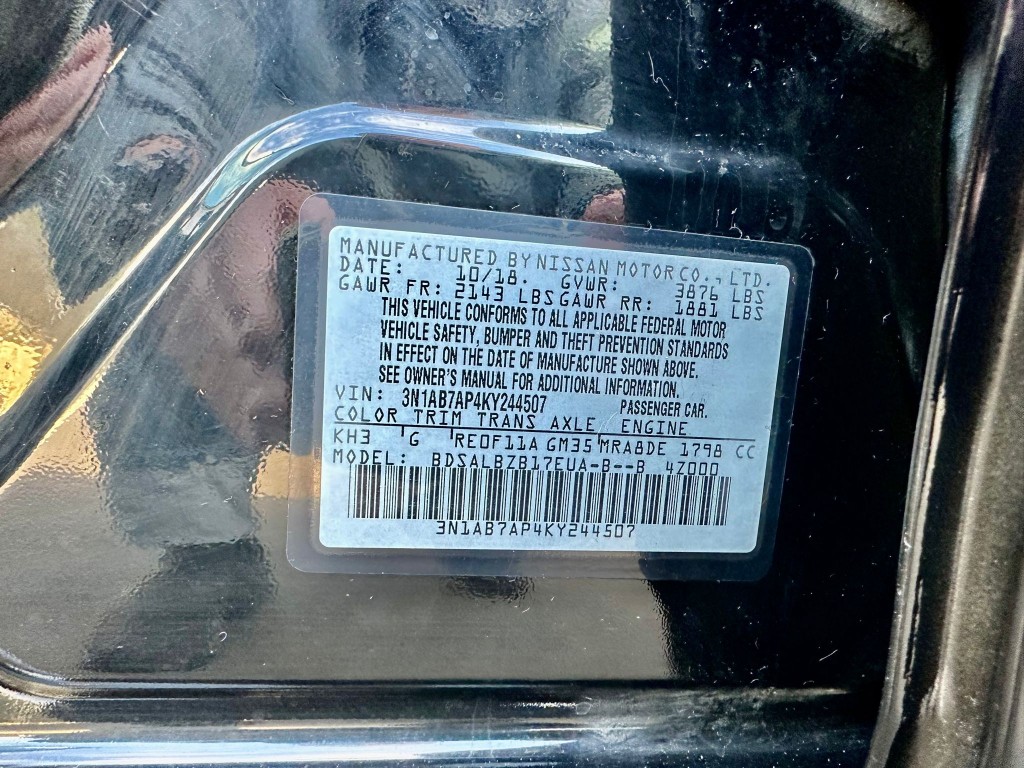 MANUFACTURED BY NISSAN MOTOR CO., LTD.
DATE: 10/18. GVWR: 3876 LBS
GAWR FR: 2143 LBS GAWR RR: 1881 LBS
THIS VEHICLE CONFORMS TO ALL APPLICABLE FEDERAL MOTOR
VEHICLE SAFETY, BUMPER AND THEFT PREVENTION STANDARDS
IN EFFECT ON THE DATE OF MANUFACTURE SHOWN ABOVE.
SEE OWNER'S MANUAL FOR ADDITIONAL INFORMATION.
VIN: 3N1AB7AP4KY244507 PASSENGER CAR.
COLOR TRIM TRANS AXLE ENGINE
KH3 G RE0F11A GM35 MRA8DE 1798 CC
MODEL: BDSALBZB17EUA-B--B 4Z000
3N1AB7AP4KY244507